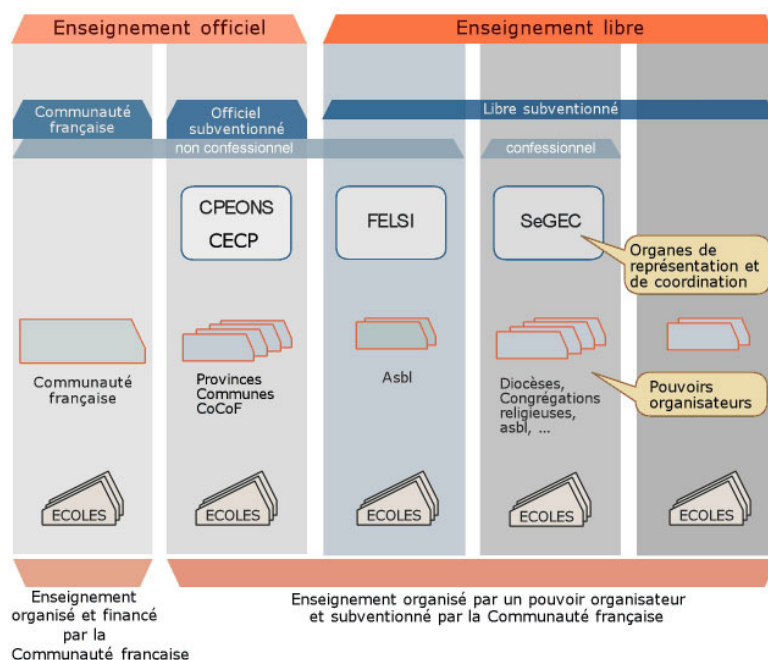 Enseignement officiel
Enseignement libre
Communauté
française
Officiel
subventionné
Libre subventionné
non confessionnel
confessionnel
CPEONS
CECP
FELSI
SeGEC
Organes de
représentation et
de coordination
Communauté
française
Provinces
Communes
CoCoF
Asbl
Diocèses,
Congrégations
religieuses,
asbl, ...
Pouvoirs
organisateurs
ECOLES
ECOLES
ECOLES
ECOLES
ECOLES
Enseignement
organisé et financé
par la
Communauté francaise
Enseignement organisé par un pouvoir organisateur
et subventionné par la Communauté française